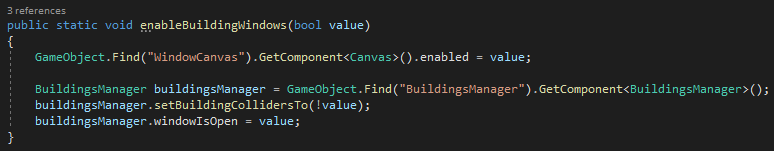 3 references
public static void enableBuildingWindows(bool value)
{
GameObject.Find("WindowCanvas").GetComponent<Canvas>().enabled = value;
BuildingsManager buildingsManager = GameObject.Find("BuildingsManager").GetComponent<BuildingsManager>();
buildingsManager.setBuildingCollidersTo(!value);
buildingsManager.windowIsOpen = value;
}